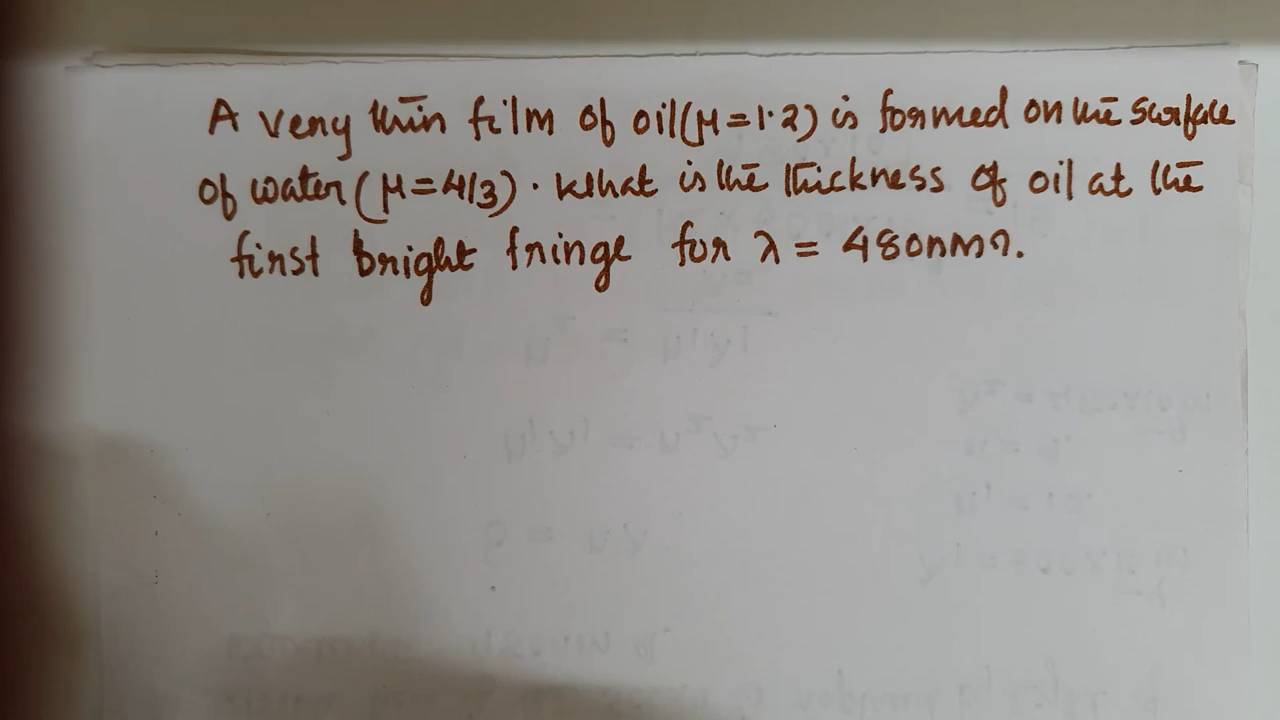 A very thin film of oil(μ=1.2) is formed on the surface
of water (μ=4/3). What is the thickness of oil at the
first bright fringe for λ = 480nm?.